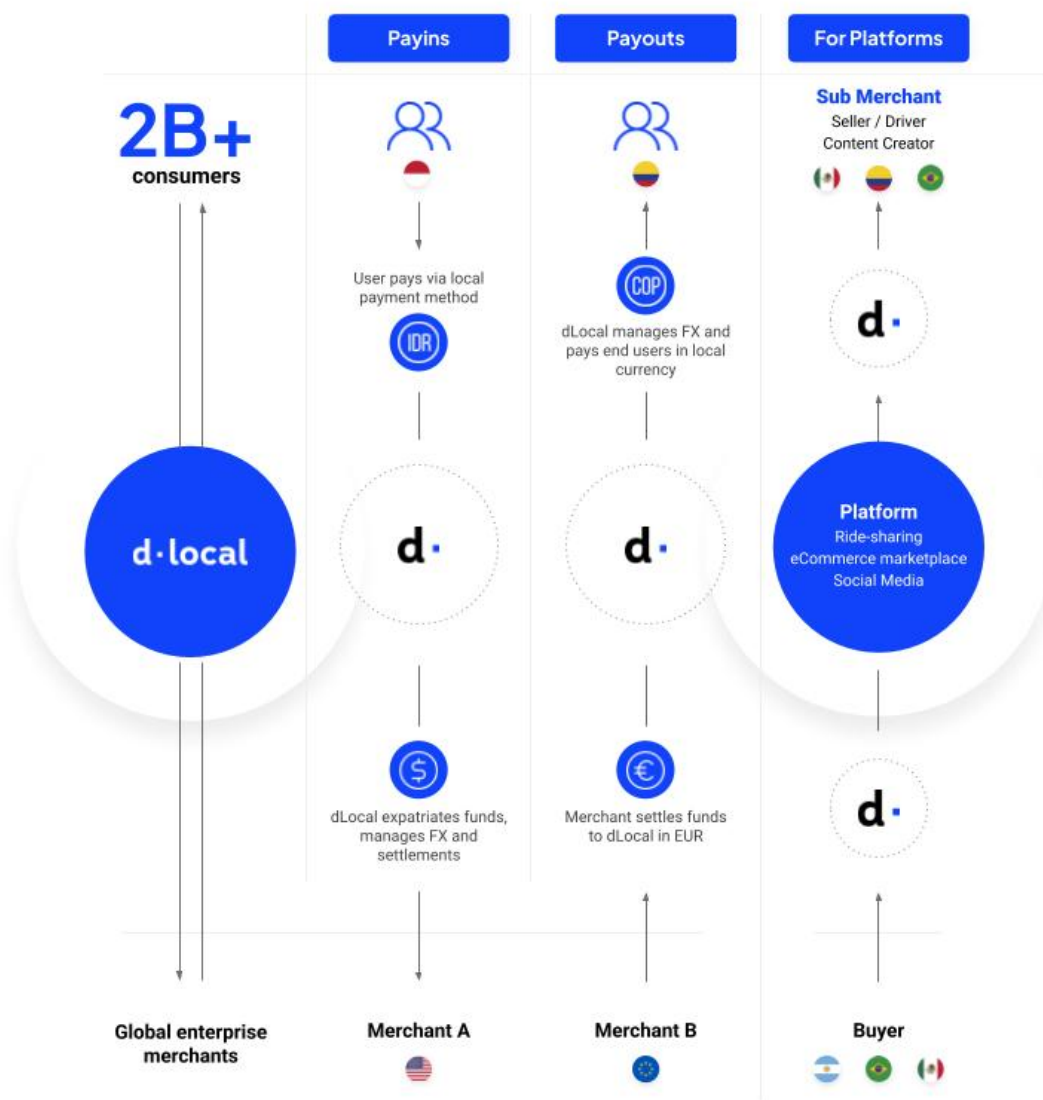 Payins
Payouts
For Platforms
2B+
consumers
Sub Merchant
Seller / Driver
Content Creator
User pays via local
payment method
IDR
COP
dLocal manages FX and
pays end users in local
currency
d·
d·local
d·
d·
Platform
Ride-sharing
eCommerce marketplace
Social Media
$
dLocal expatriates funds,
manages FX and
settlements
€
Merchant settles funds
to dLocal in EUR
d·
Global enterprise
merchants
Merchant A
Merchant B
Buyer